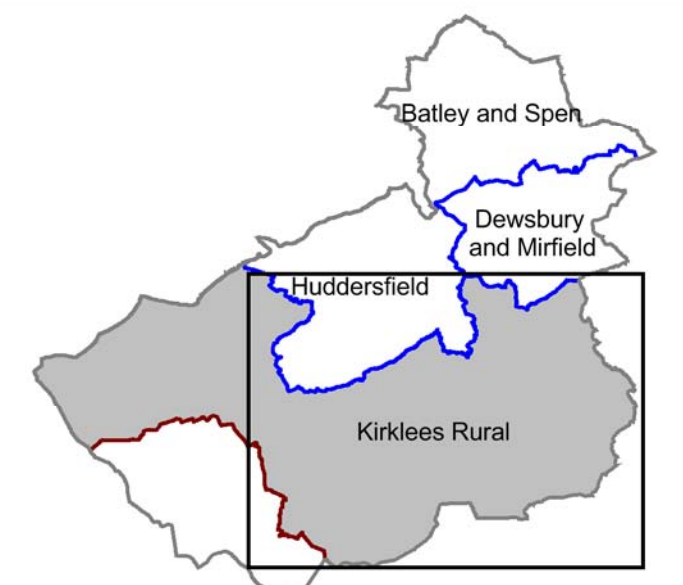 Batley and Spen
Dewsbury
and Mirfield
Huddersfield
Kirklees Rural